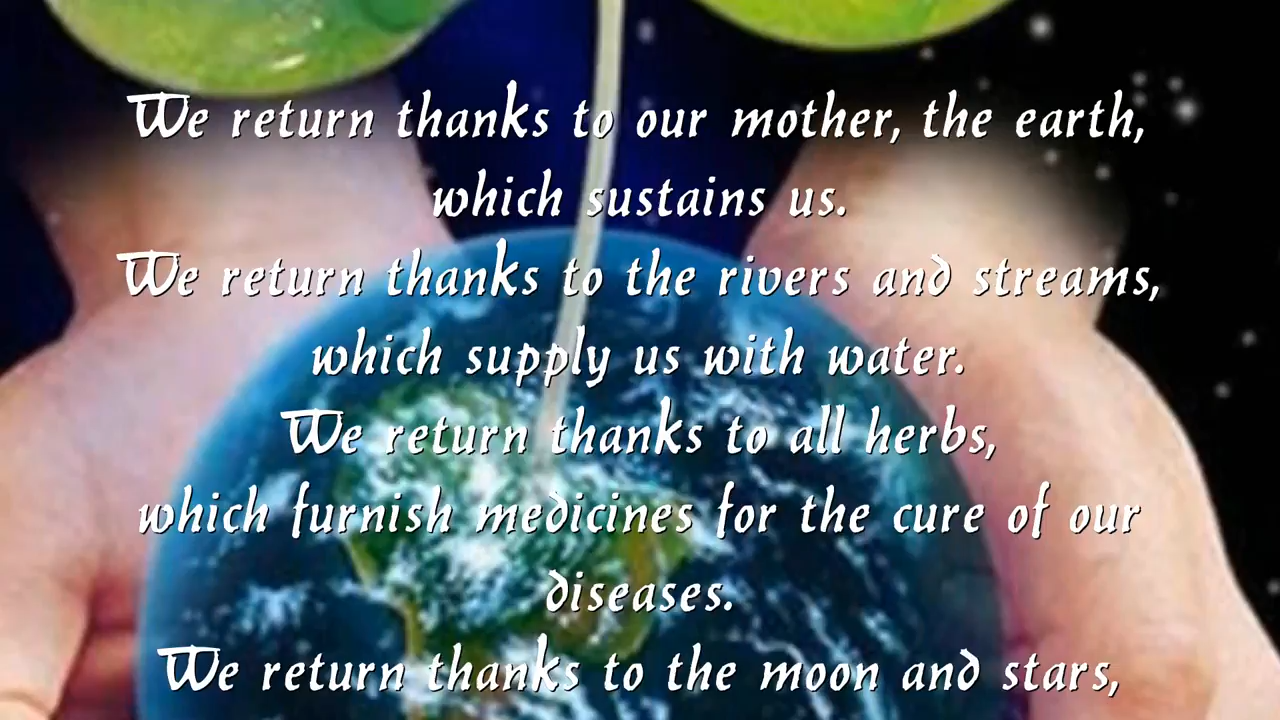 We return thanks to our mother, the earth,
which sustains us.
We return thanks to the rivers and streams,
which supply us with water.
We return thanks to all herbs,
which furnish medicines for the cure of our
diseases.
We return thanks to the moon and stars,